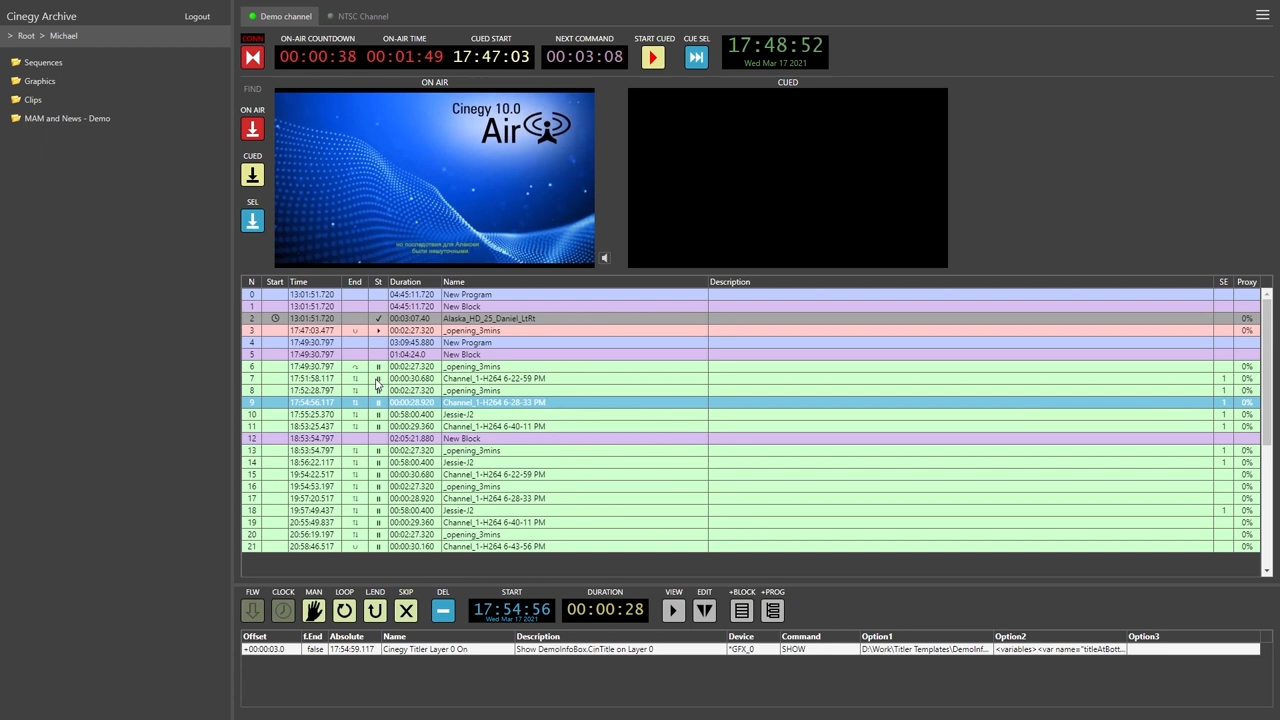 Cinegy Archive Logout
> Root > Michael
Sequences
Graphics
Clips
MAM and News - Demo
Demo channel NTSC Channel
CONN ON-AIR COUNTDOWN ON-AIR TIME CUED START NEXT COMMAND START CUED CUE SEL
00:00:38 00:01:49 17:47:03 00:03:08 17:48:52
Wed Mar 17 2021
FIND ON AIR CUED
ON AIR
CUED
SEL
Cinegy 10.0
Air
но последствия для Аляски
были нешуточными
N Start Time End St Duration Name Description SE Proxy
0 13:01:51.720 04:45:11.720 New Program
1 13:01:51.720 04:45:11.720 New Block
2 13:01:51.720 ✓ 00:03:07.40 Alaska_HD_25_Daniel_LtRt 0%
3 17:47:03.477 00:02:27.320 _opening_3mins 0%
4 17:49:30.797 03:09:45.880 New Program
5 17:49:30.797 01:04:24.0 New Block
6 17:49:30.797 00:02:27.320 _opening_3mins 0%
7 17:51:58.117 00:00:30.680 Channel_1-H264 6-22-59 PM 1 0%
8 17:52:28.797 00:02:27.320 _opening_3mins 1 0%
9 17:54:56.117 00:00:28.920 Channel_1-H264 6-28-33 PM 1 0%
10 17:55:25.370 00:58:00.400 Jessie-J2 1 0%
11 18:53:25.437 00:00:29.360 Channel_1-H264 6-40-11 PM 1 0%
12 18:53:54.797 02:05:21.880 New Block
13 18:53:54.797 00:02:27.320 _opening_3mins 1 0%
14 18:56:22.117 00:58:00.400 Jessie-J2 1 0%
15 19:54:22.517 00:00:30.680 Channel_1-H264 6-22-59 PM 0%
16 19:54:53.197 00:02:27.320 _opening_3mins 0%
17 19:57:20.517 00:00:28.920 Channel_1-H264 6-28-33 PM 0%
18 19:57:49.437 00:58:00.400 Jessie-J2 1 0%
19 20:55:49.837 00:00:29.360 Channel_1-H264 6-40-11 PM 0%
20 20:56:19.197 00:02:27.320 _opening_3mins 0%
21 20:58:46.517 00:00:30.160 Channel_1-H264 6-43-56 PM 0%
FLW CLOCK MAN LOOP L.END SKIP DEL START DURATION VIEW EDIT +BLOCK +PROG
17:54:56 00:00:28
Wed Mar 17 2021
Offset f.End Absolute Name Description Device Command Option1 Option2 Option3
+00:00:03.0 false 17:54:59.117 Cinegy Titler Layer 0 On Show DemoInfoBox.CinTitle on Layer 0 *GFX_0 SHOW D:\Work\Titler Templates\DemoInf... <variables><var name="titleAtBott...